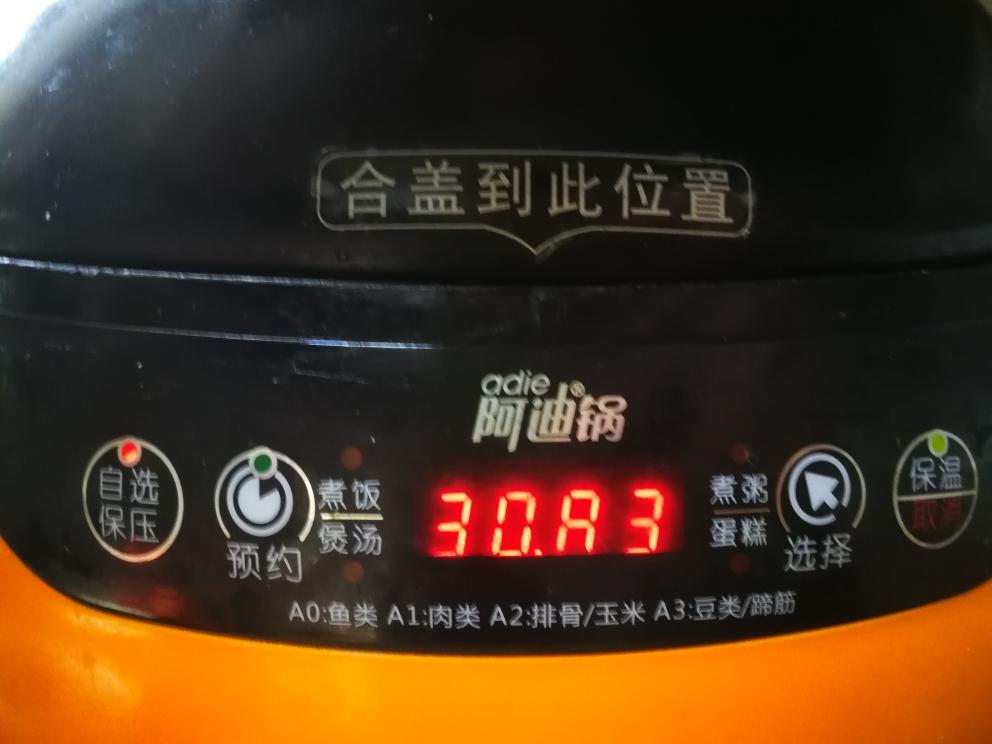 合盖到此位置
adie®
阿迪锅
自选
保压
预约
煮饭
煲汤
30.A3
煮粥
蛋糕
选择
保温
取消
A0:鱼类 A1:肉类 A2:排骨/玉米 A3:豆类/蹄筋